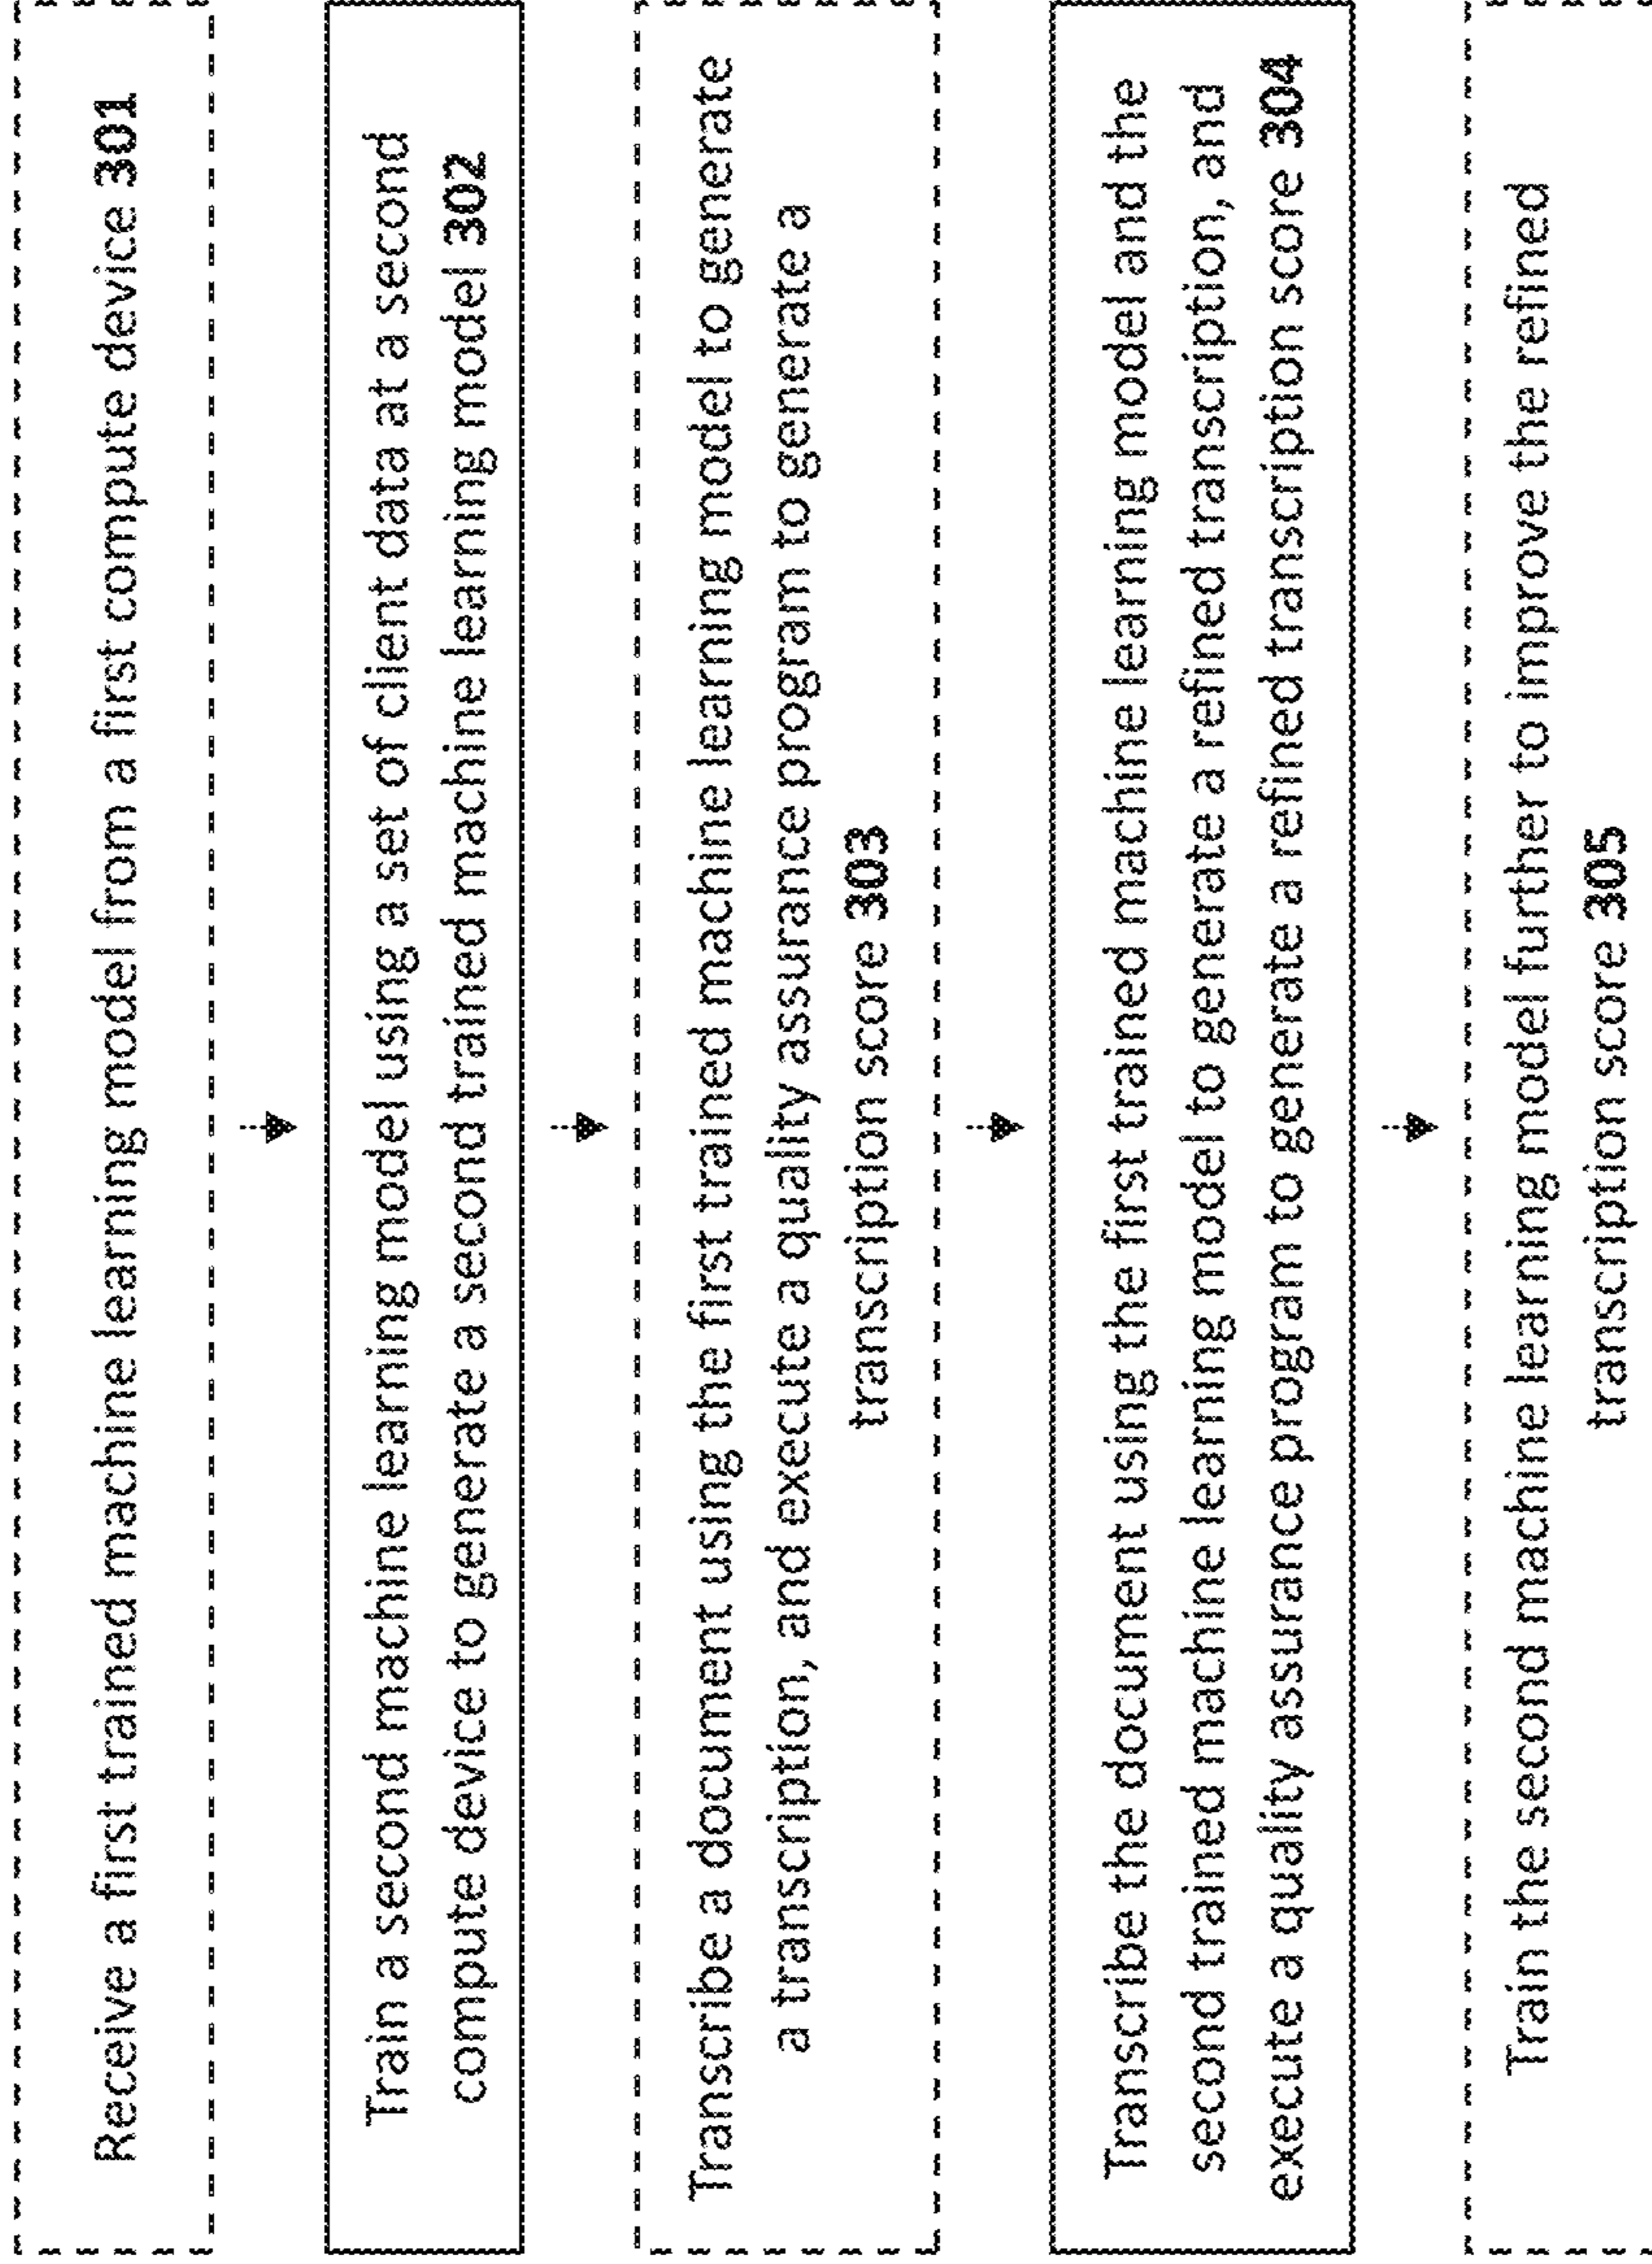 Receive a first trained machine learning model from a first compute device 301
Train a second machine learning model using a set of client data at a second
compute device to generate a second trained machine learning model 302
Transcribe a document using the first trained machine learning model to generate
a transcription, and execute a quality assurance program to generate a
transcription score 303
Transcribe the document using the first trained machine learning model and the
second trained machine learning model to generate a refined transcription, and
execute a quality assurance program to generate a refined transcription score 304
Train the second machine learning model further to improve the refined
transcription score 305